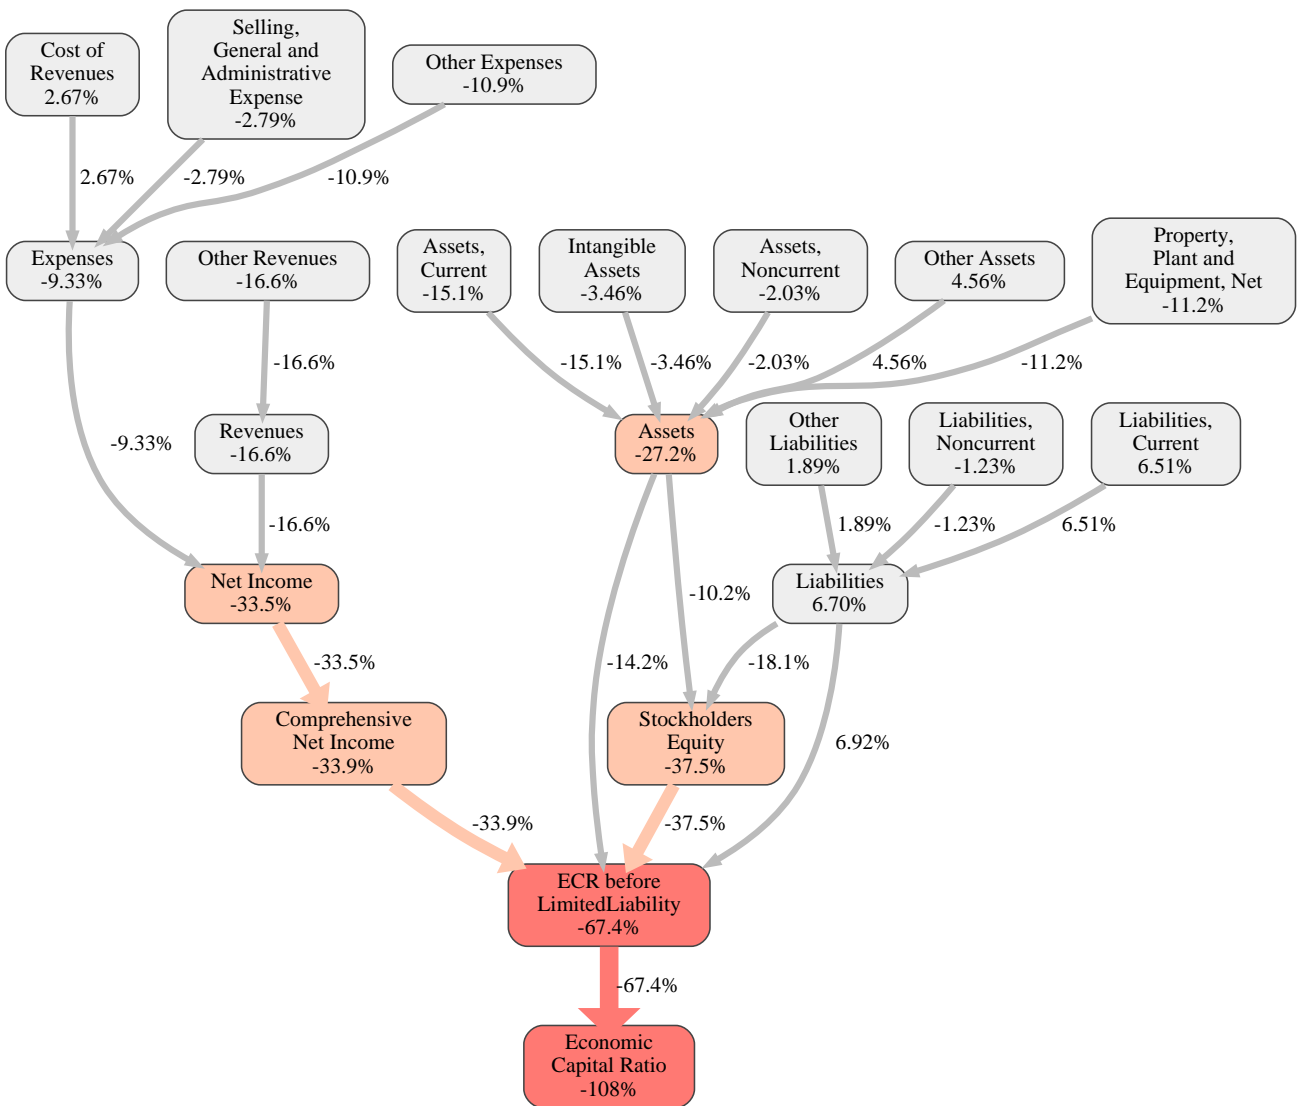 Cost of
Revenues
2.67%
Selling,
General and
Administrative
Expense
-2.79%
Other Expenses
-10.9%
2.67%
-2.79%
-10.9%
Expenses
-9.33%
Other Revenues
-16.6%
Assets,
Current
-15.1%
Intangible
Assets
-3.46%
Assets,
Noncurrent
-2.03%
Other Assets
4.56%
Property,
Plant and
Equipment, Net
-11.2%
-16.6%
-15.1%
-3.46%
-2.03%
4.56%
-11.2%
-9.33%
Revenues
-16.6%
Assets
-27.2%
Other
Liabilities
1.89%
Liabilities,
Noncurrent
-1.23%
Liabilities,
Current
6.51%
-16.6%
1.89%
-1.23%
6.51%
Net Income
-33.5%
-10.2%
Liabilities
6.70%
-33.5%
-14.2%
-18.1%
Comprehensive
Net Income
-33.9%
Stockholders
Equity
-37.5%
6.92%
-33.9%
-37.5%
ECR before
LimitedLiability
-67.4%
-67.4%
Economic
Capital Ratio
-108%